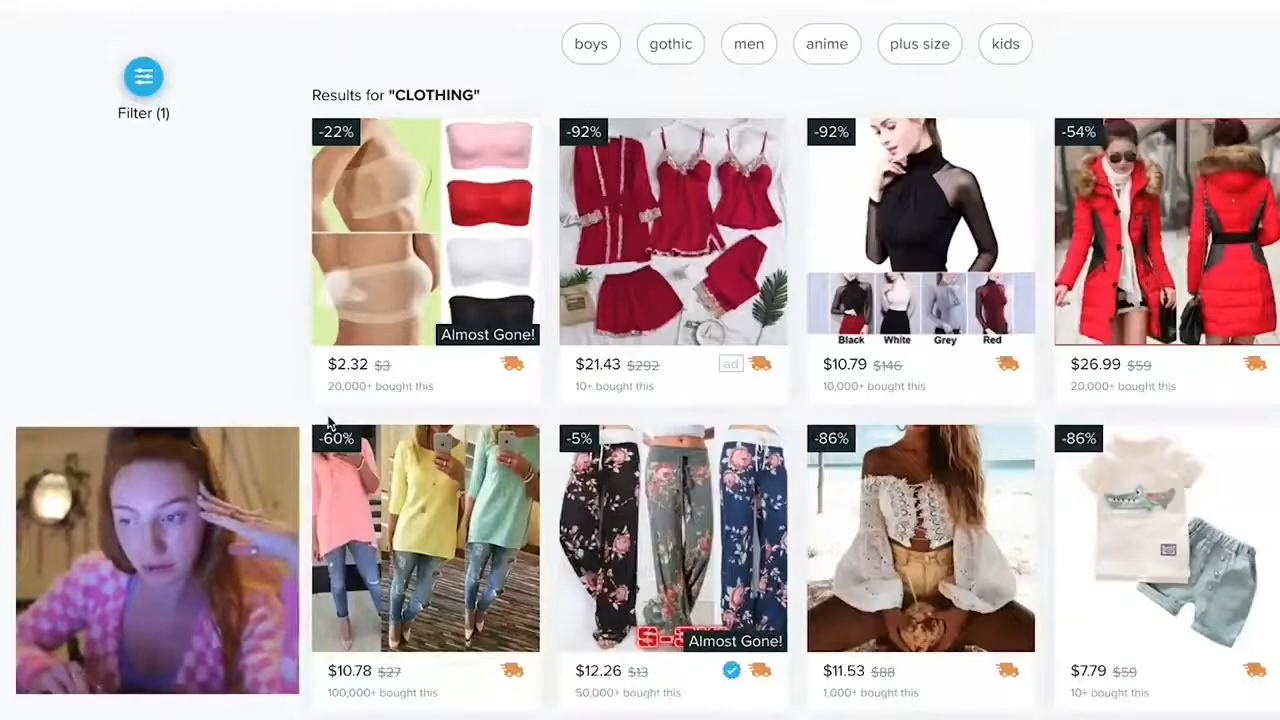 boys
gothic
men
anime
plus size
kids
Filter (1)
Results for "CLOTHING"
-22%
-92%
-92%
-54%
Almost Gone!
Black
White
Grey
Red
$2.32 $3
$21.43 $292
ad
$10.79 $146
$26.99 $59
20,000+ bought this
10+ bought this
10,000+ bought this
20,000+ bought this
-60%
-5%
-86%
-86%
Almost Gone!
$10.78 $27
$12.26 $13
$11.53 $88
$7.79 $59
100,000+ bought this
50,000+ bought this
1,000+ bought this
10+ bought this